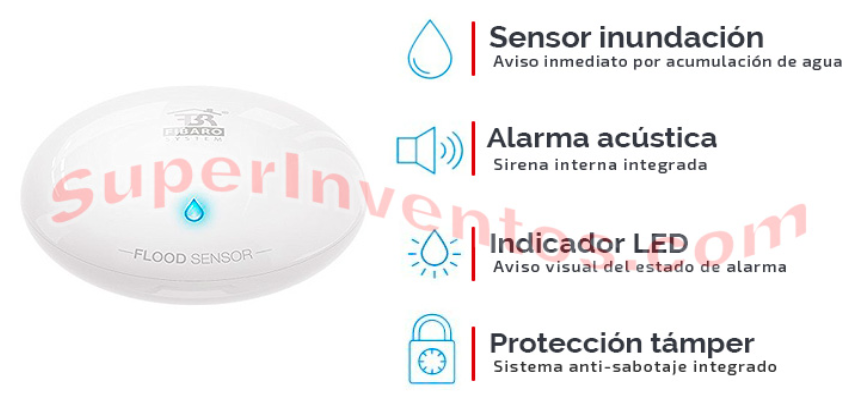 FIBARO
SYSTEM
FLOOD SENSOR
SuperInventos.com
Sensor inundación
Aviso inmediato por acumulación de agua
Alarma acústica
Sirena interna integrada
Indicador LED
Aviso visual del estado de alarma
Protección támper
Sistema anti-sabotaje integrado